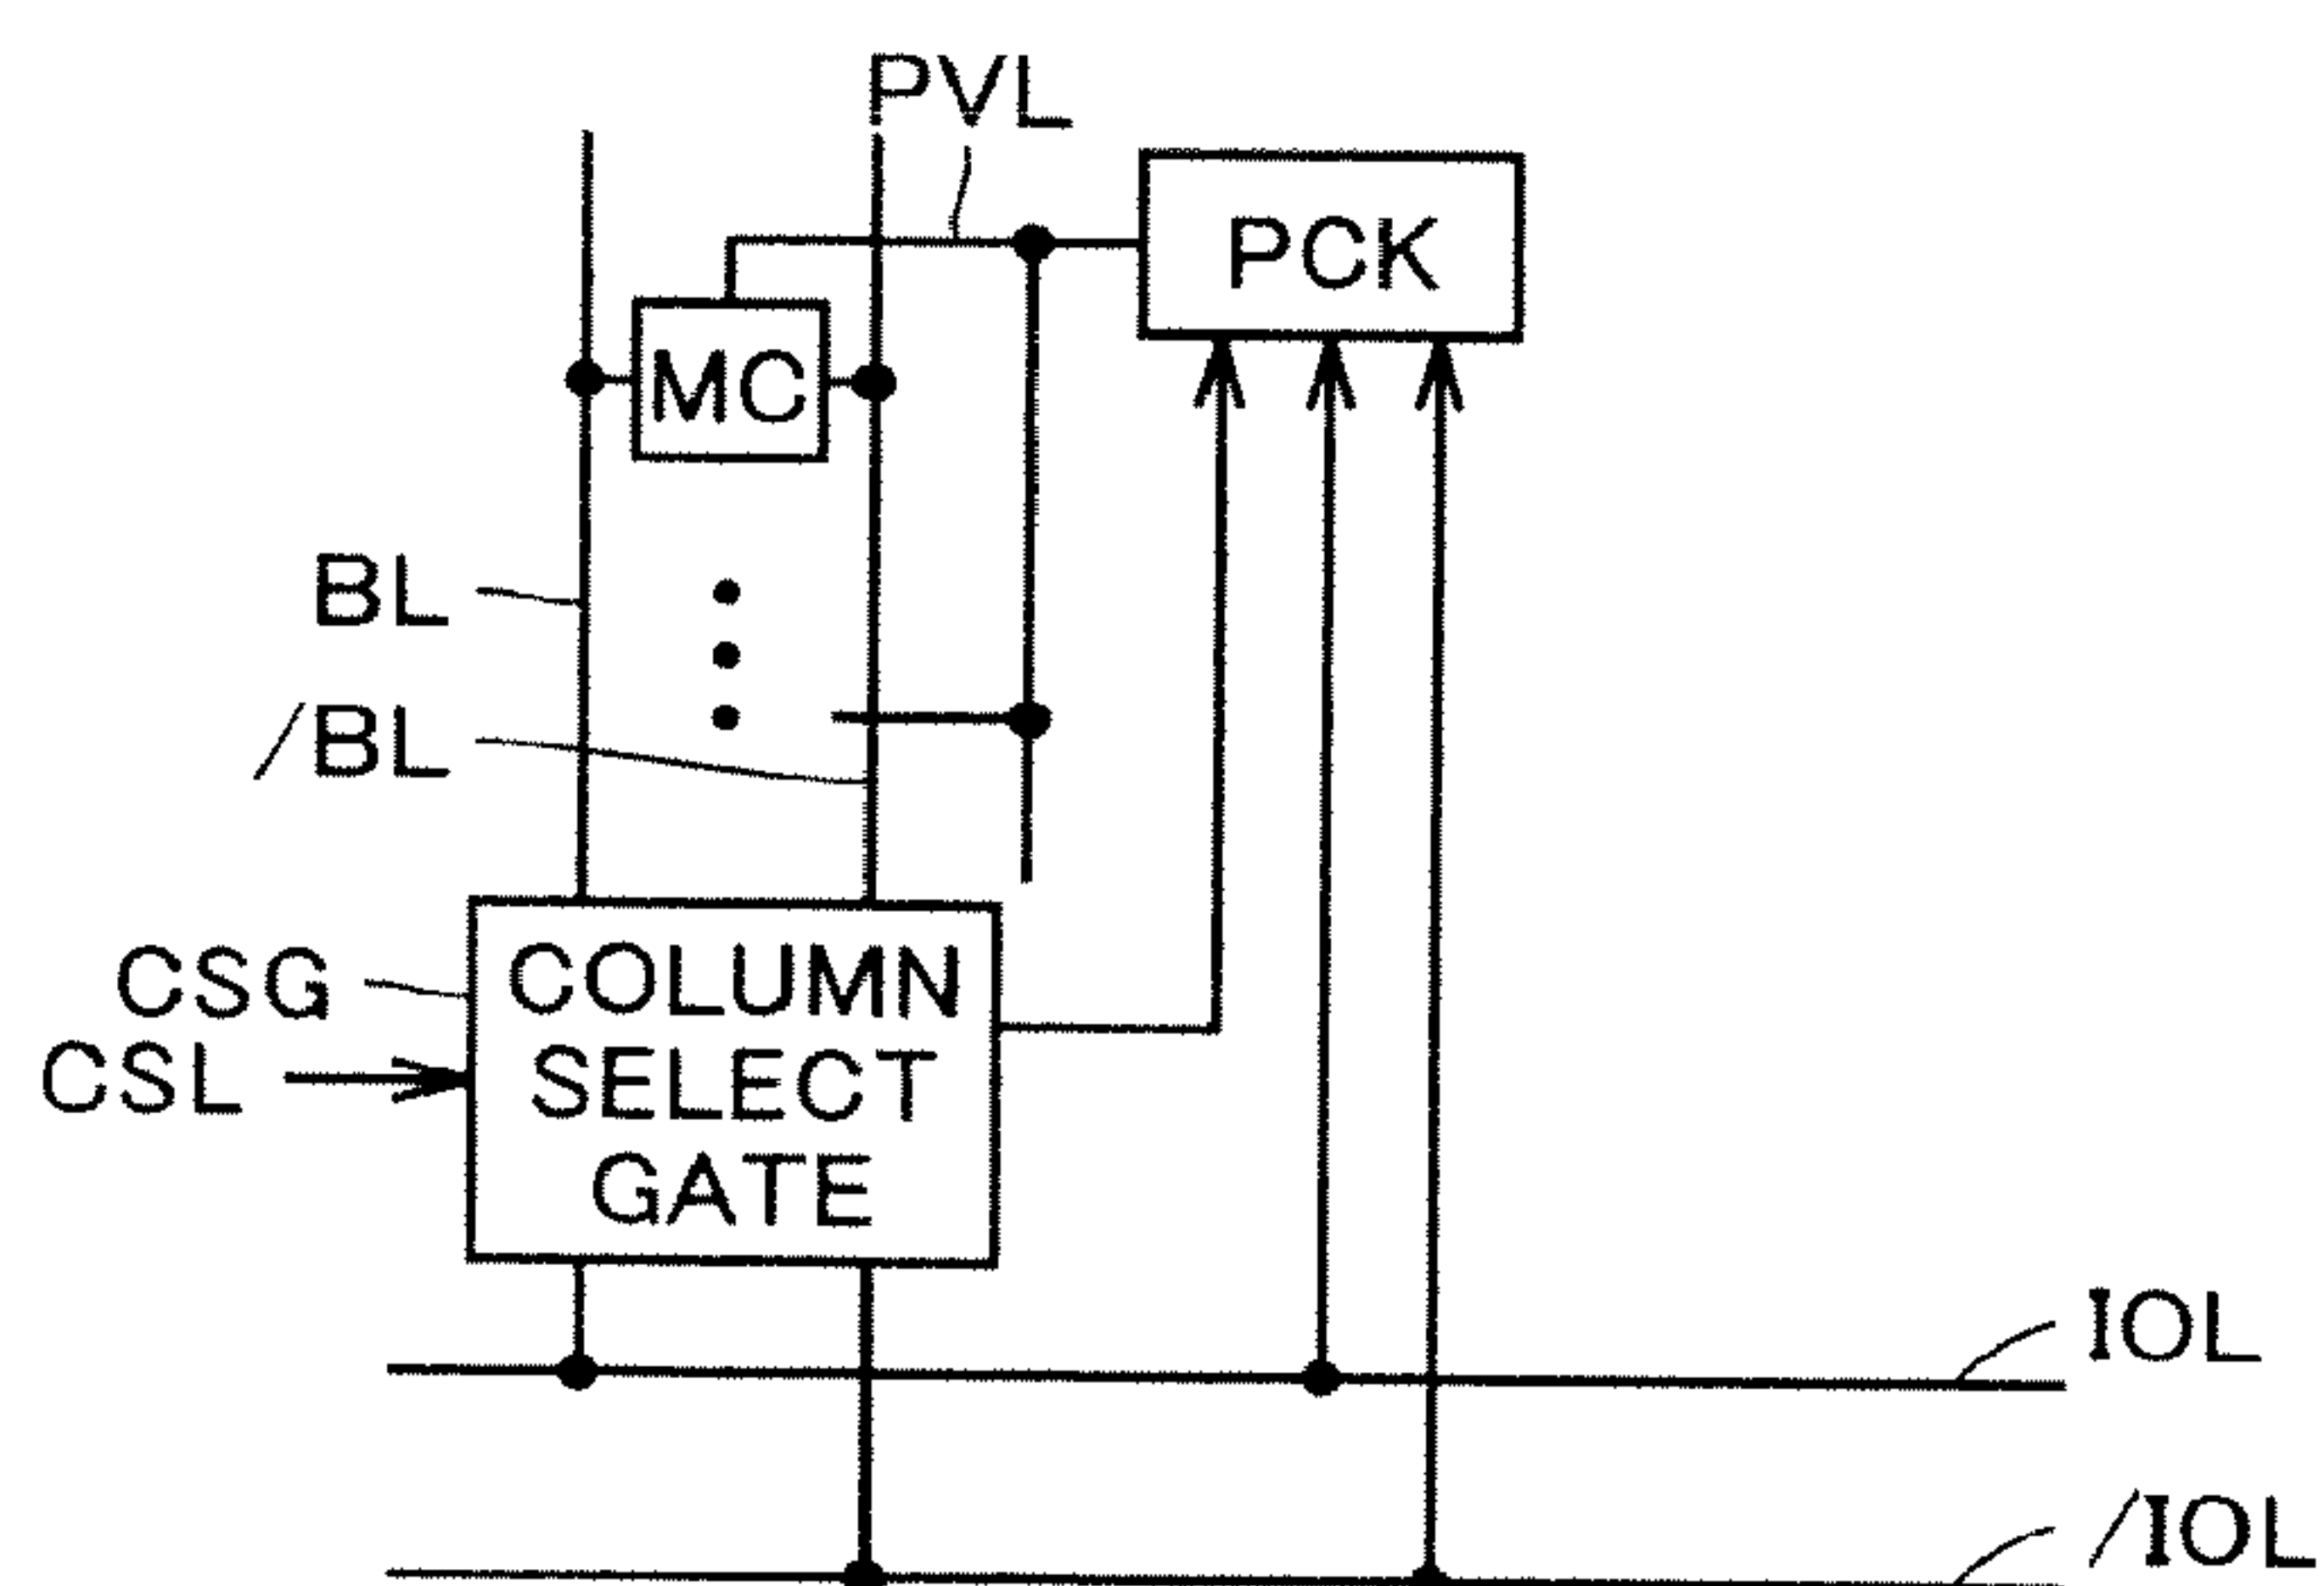 PVL
PCK
MC
BL
/BL
CSG
COLUMN
SELECT
GATE
CSL
IOL
/IOL